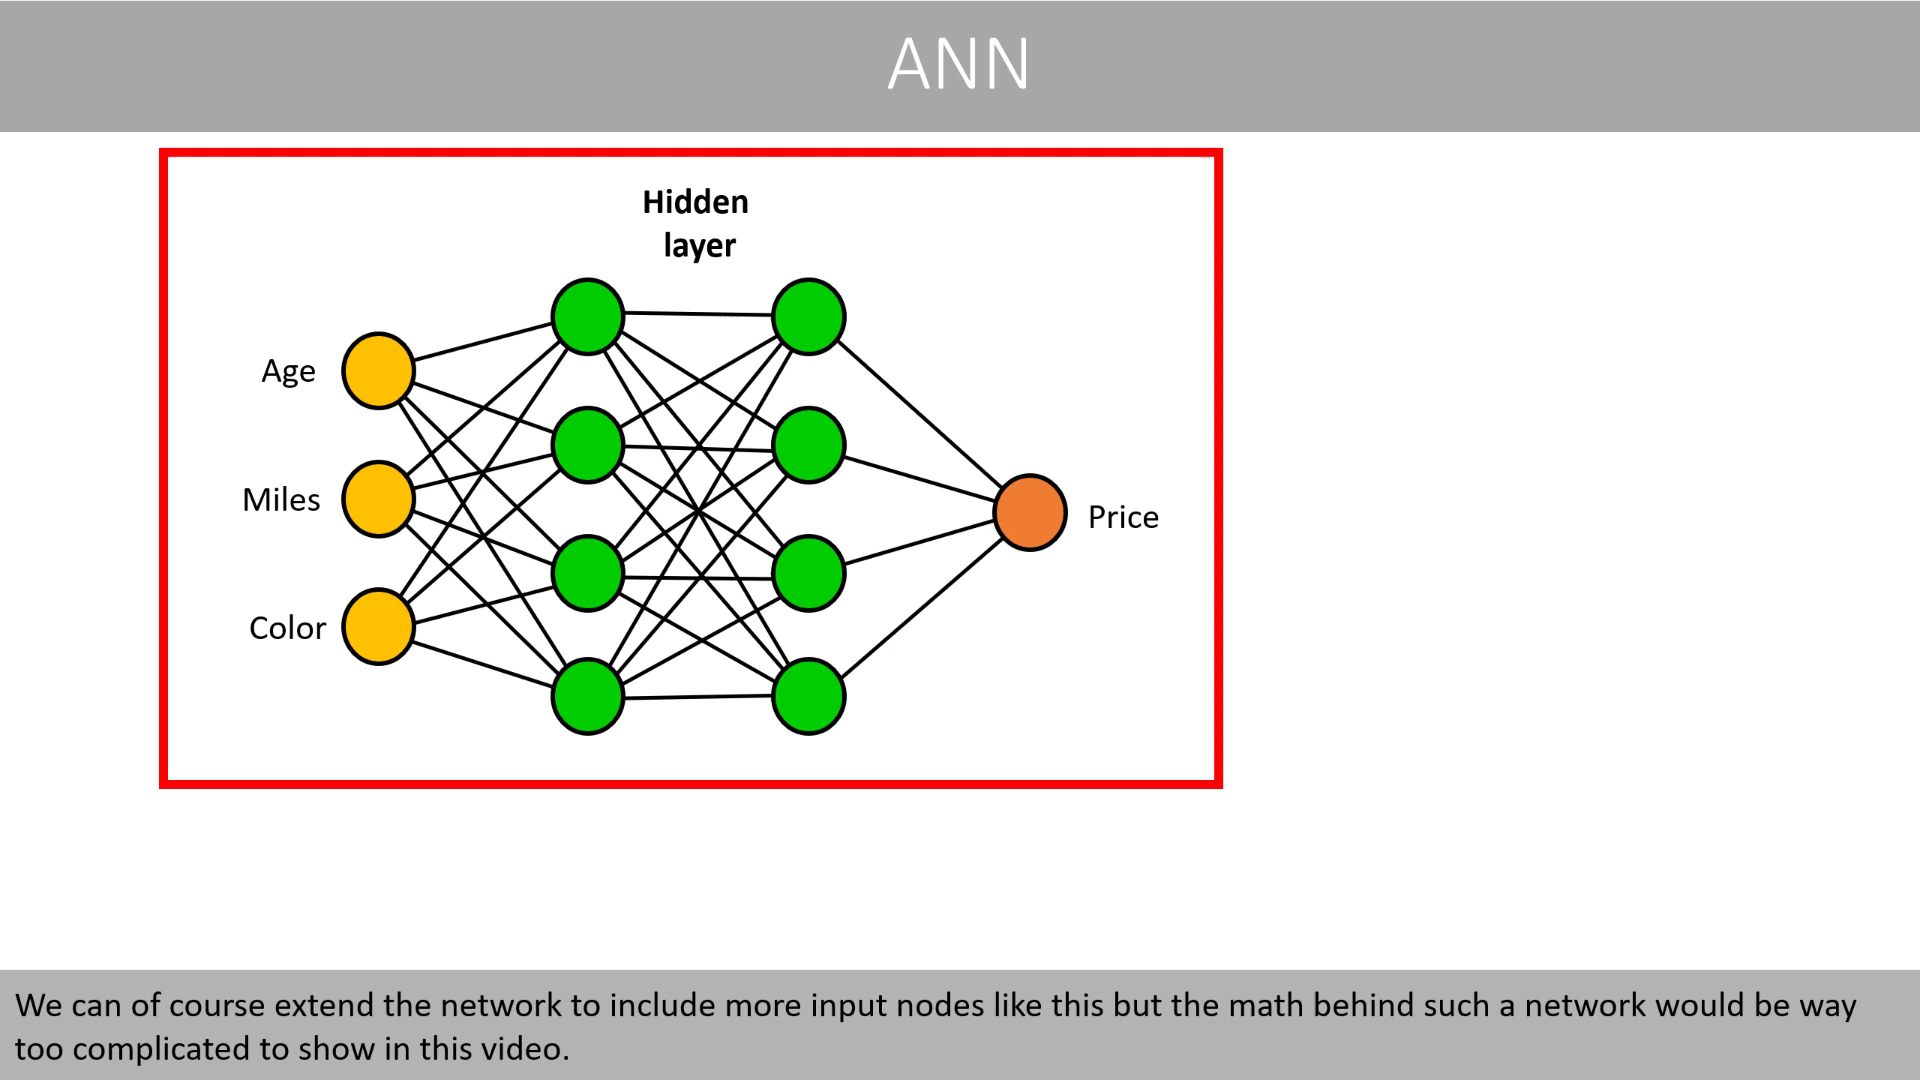 ANN
Hidden
layer
Age
Miles
Color
Price
We can of course extend the network to include more input nodes like this but the math behind such a network would be way
too complicated to show in this video.